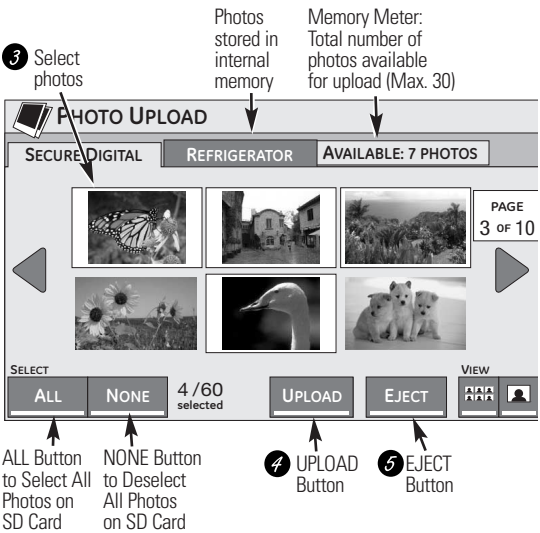 Photos
stored in
internal
memory
Memory Meter:
Total number of
photos available
for upload (Max. 30)
3 Select
photos
PHOTO UPLOAD
SECURE DIGITAL
REFRIGERATOR
AVAILABLE: 7 PHOTOS
PAGE
3 OF 10
SELECT
ALL
NONE
4/60
selected
UPLOAD
EJECT
VIEW
ALL Button
to Select All
Photos on
SD Card
NONE Button
to Deselect
All Photos
on SD Card
4 UPLOAD
Button
5 EJECT
Button